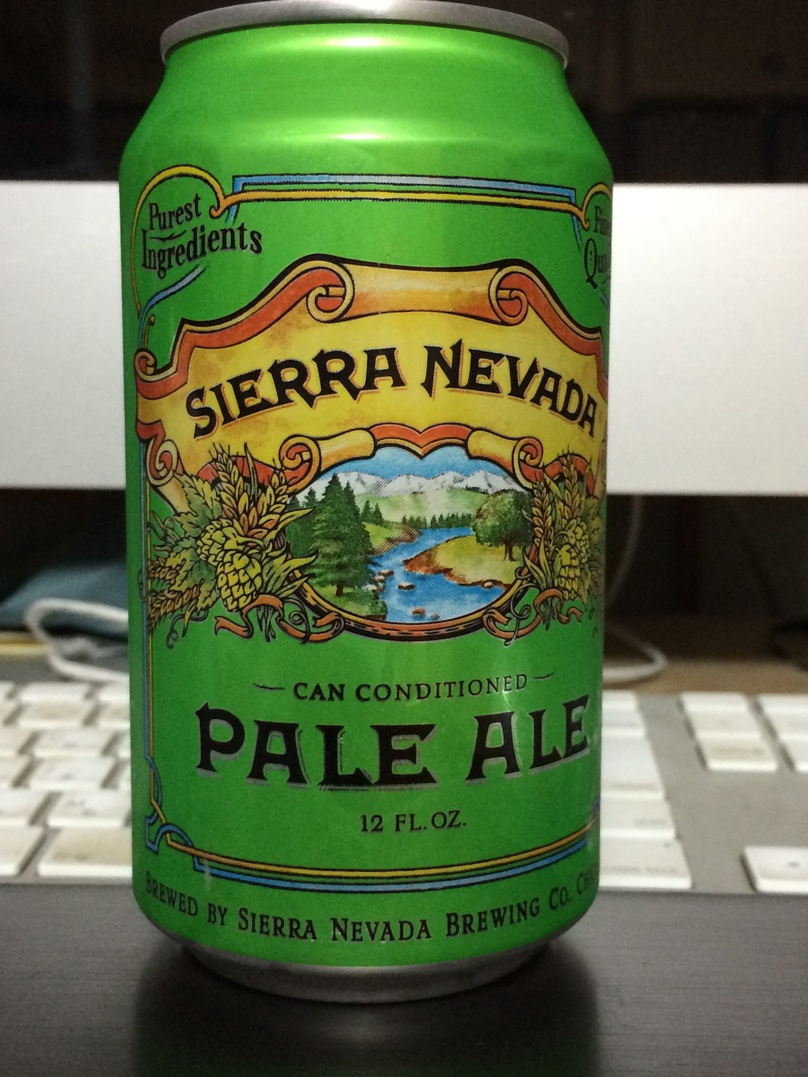 Purest
Ingredients
SIERRA NEVADA
CAN CONDITIONED
PALE ALE
12 FL. OZ.
BREWED BY SIERRA NEVADA BREWING CO.